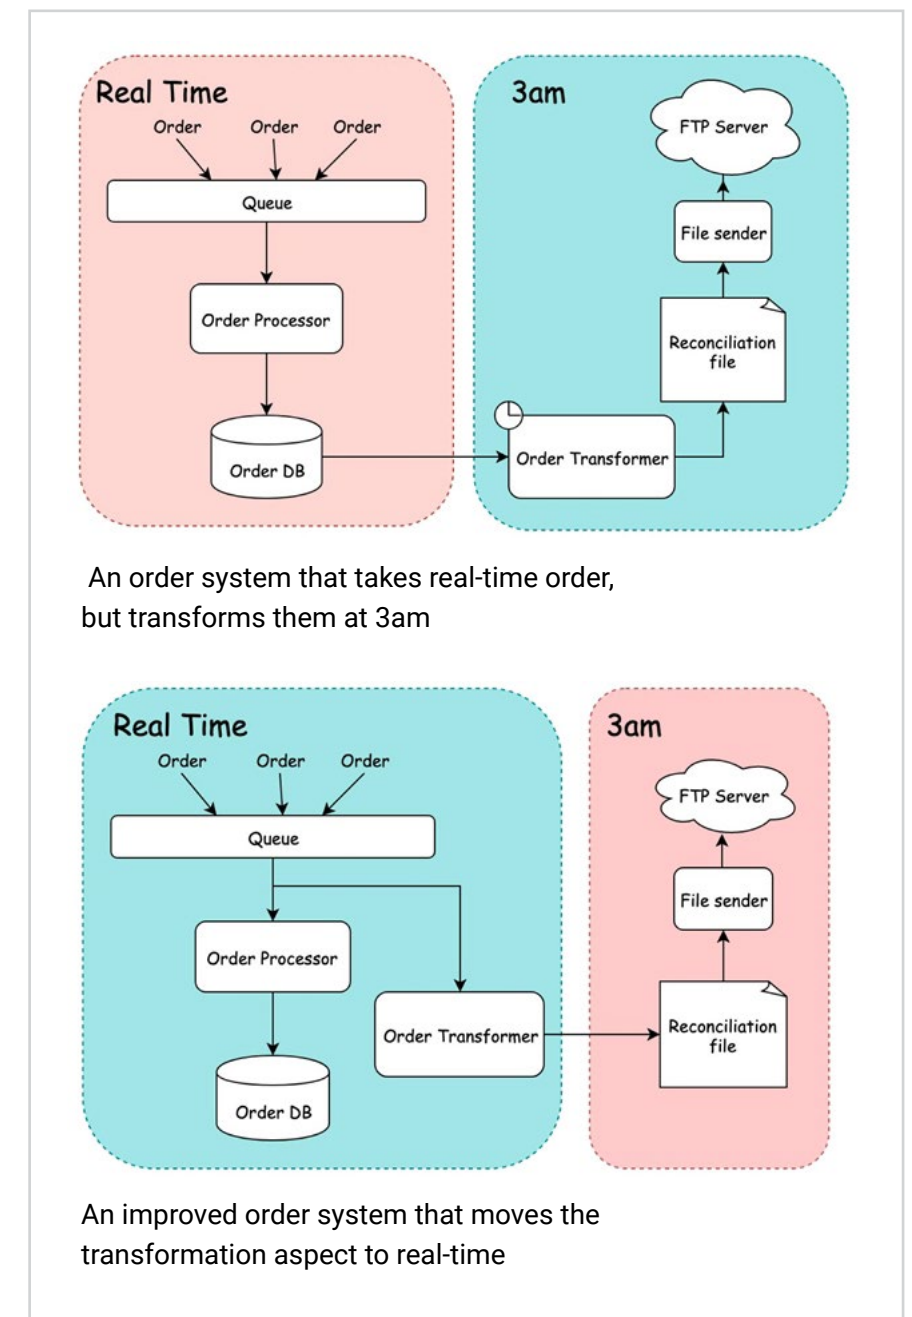 Real Time
Order Order Order
Queue
Order Processor
Order DB
3am
FTP Server
File sender
Reconciliation
file
Order Transformer
An order system that takes real-time order,
but transforms them at 3am
Real Time
Order Order Order
Queue
Order Processor
Order Transformer
Order DB
3am
FTP Server
File sender
Reconciliation
file
An improved order system that moves the
transformation aspect to real-time